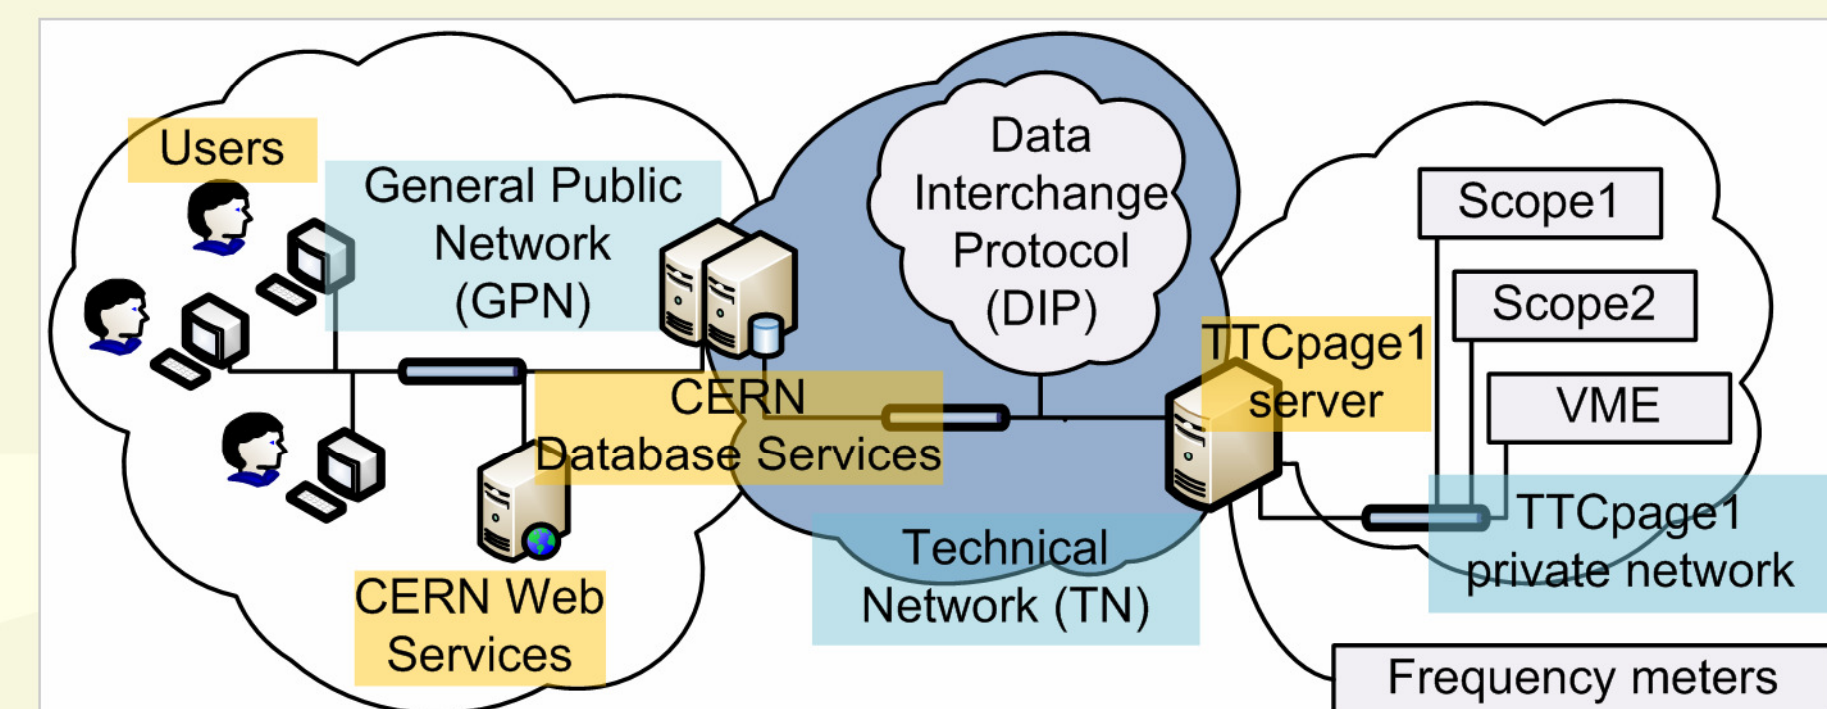 Users
General Public
Network
(GPN)
Data
Interchange
Protocol
(DIP)
Scope1
Scope2
VME
TTCpage1
server
CERN
Database Services
TTCpage1
private network
Technical
Network (TN)
CERN Web
Services
Frequency meters